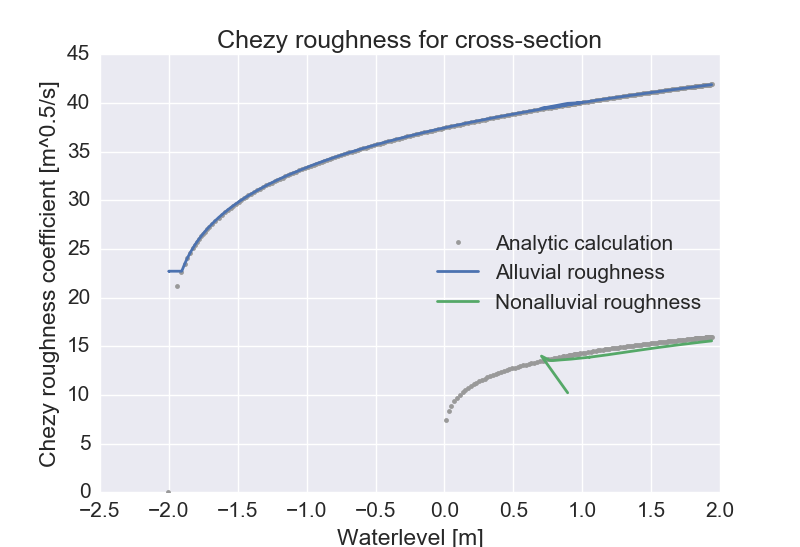 Chezy roughness for cross-section
45
40
35
30
25
20
15
10
5
0
Chezy roughness coefficient [m^0.5/s]
Analytic calculation
Alluvial roughness
Nonalluvial roughness
−2.5 −2.0 −1.5 −1.0 −0.5 0.0 0.5 1.0 1.5 2.0
Waterlevel [m]